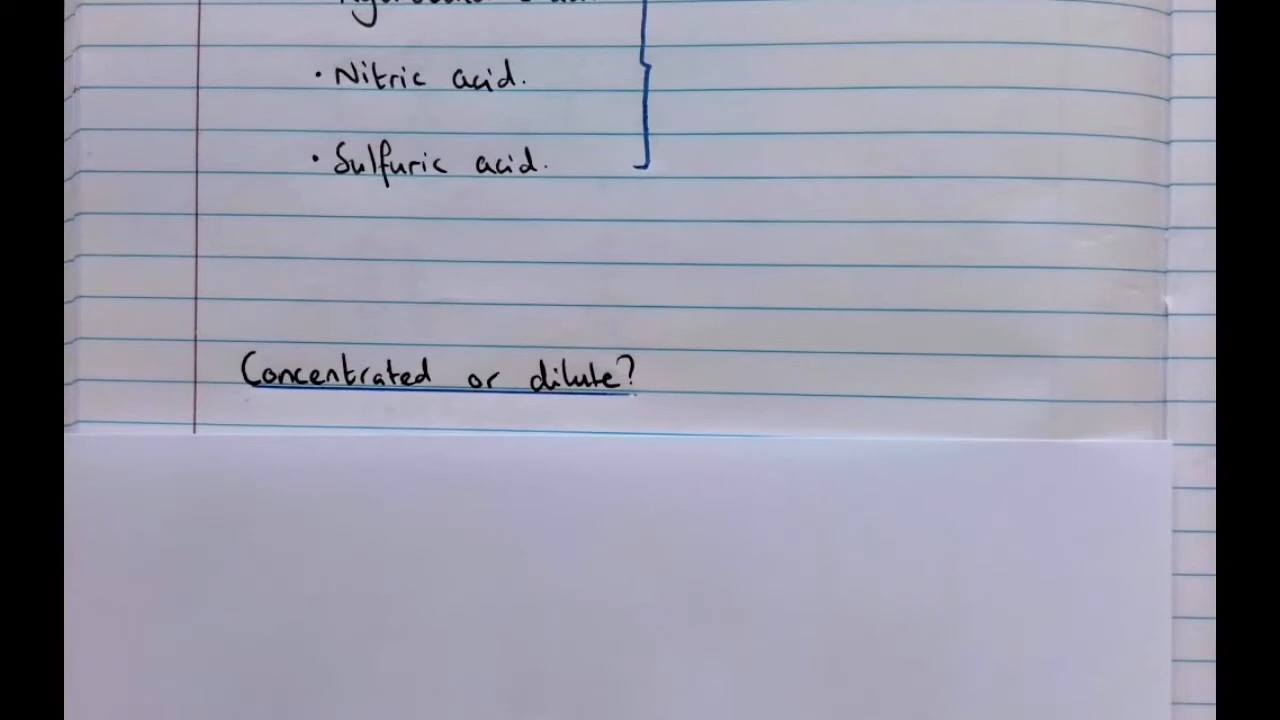 • Nitric acid.
• Sulfuric acid.
Concentrated or dilute?